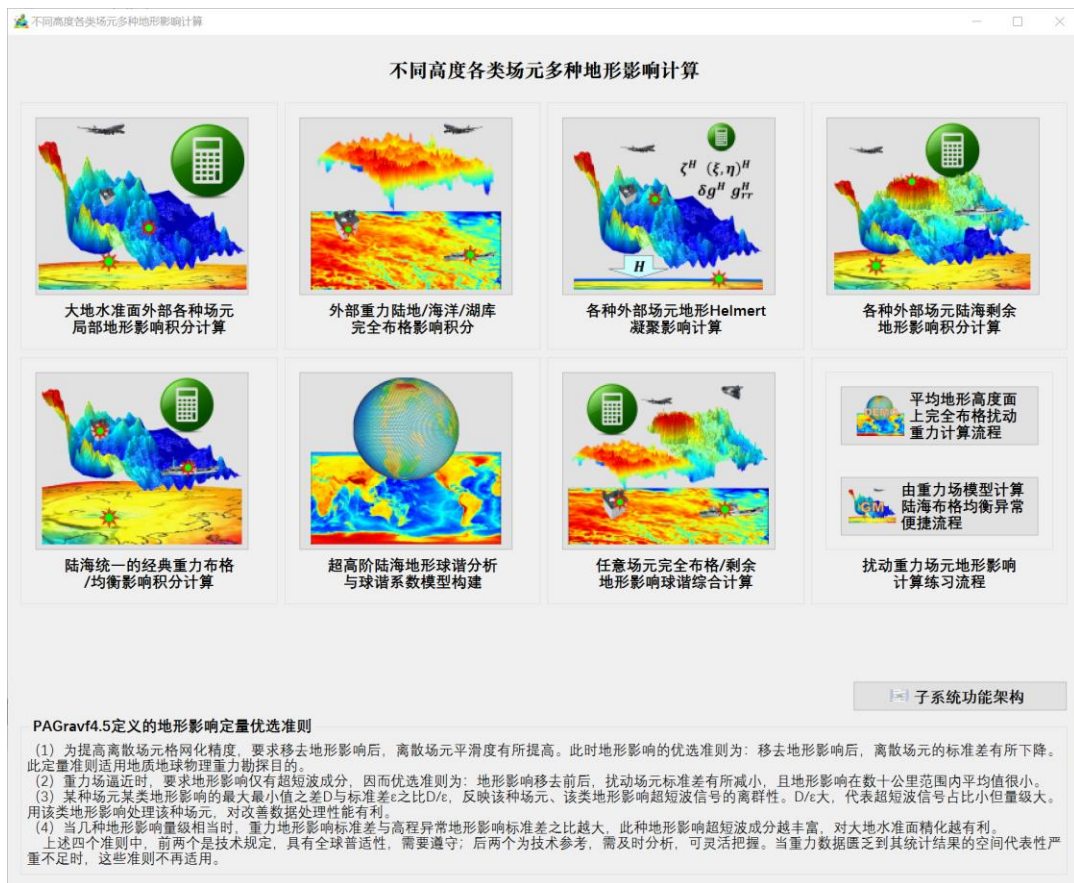 不同高度各类场元多种地形影响计算
不同高度各类场元多种地形影响计算
ζᴴ (ξ,η)ᴴ
δgᴴ gᴴrr
H
大地水准面外部各种场元
局部地形影响积分计算
外部重力陆地/海洋/湖库
完全布格影响积分
各种外部场元地形Helmert
凝聚影响计算
各种外部场元陆海剩余
地形影响积分计算
陆海统一的经典重力布格
/均衡影响积分计算
超高阶陆海地形球谐分析
与球谐系数模型构建
任意场元完全布格/剩余
地形影响球谐综合计算
平均地形高度面
上完全布格扰动
重力计算流程
GM
由重力场模型计算
陆海布格均衡异常
便捷流程
扰动重力场元地形影响
计算练习流程
子系统功能架构
PAGravf4.5定义的地形影响定量优选准则
（1）为提高离散场元格网化精度，要求移去地形影响后，离散场元平滑度有所提高。此时地形影响的优选准则为：移去地形影响后，离散场元的标准差有所下降。
此定量准则适用地质地球物理重力勘探目的。
（2）重力场逼近时，要求地形影响仅有超短波成分，因而优选准则为：地形影响移去前后，扰动场元标准差有所减小，且地形影响在数十公里范围内平均值很小。
（3）某种场元某类地形影响的最大最小值之差D与标准差ε之比D/ε，反映该种场元、该类地形影响超短波信号的离群性。D/ε大，代表超短波信号占比小但量级大。
用该类地形影响处理该种场元，对改善数据处理性能有利。
（4）当几种地形影响量级相当时，重力地形影响标准差与高程异常地形影响标准差之比越大，此种地形影响超短波成分越丰富，对大地水准面精化越有利。
上述四个准则中，前两个是技术规定，具有全球普适性，需要遵守；后两个为技术参考，需及时分析，可灵活把握。当重力数据匮乏到其统计结果的空间代表性严
重不足时，这些准则不再适用。